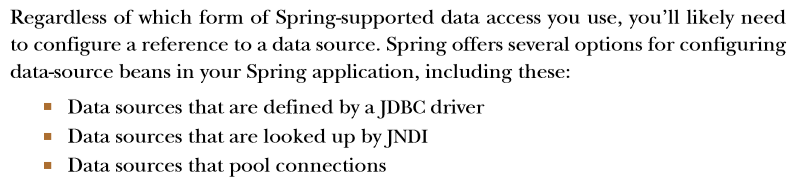 Regardless of which form of Spring-supported data access you use, you'll likely need
to configure a reference to a data source. Spring offers several options for configuring
data-source beans in your Spring application, including these:
■ Data sources that are defined by a JDBC driver
■ Data sources that are looked up by JNDI
■ Data sources that pool connections